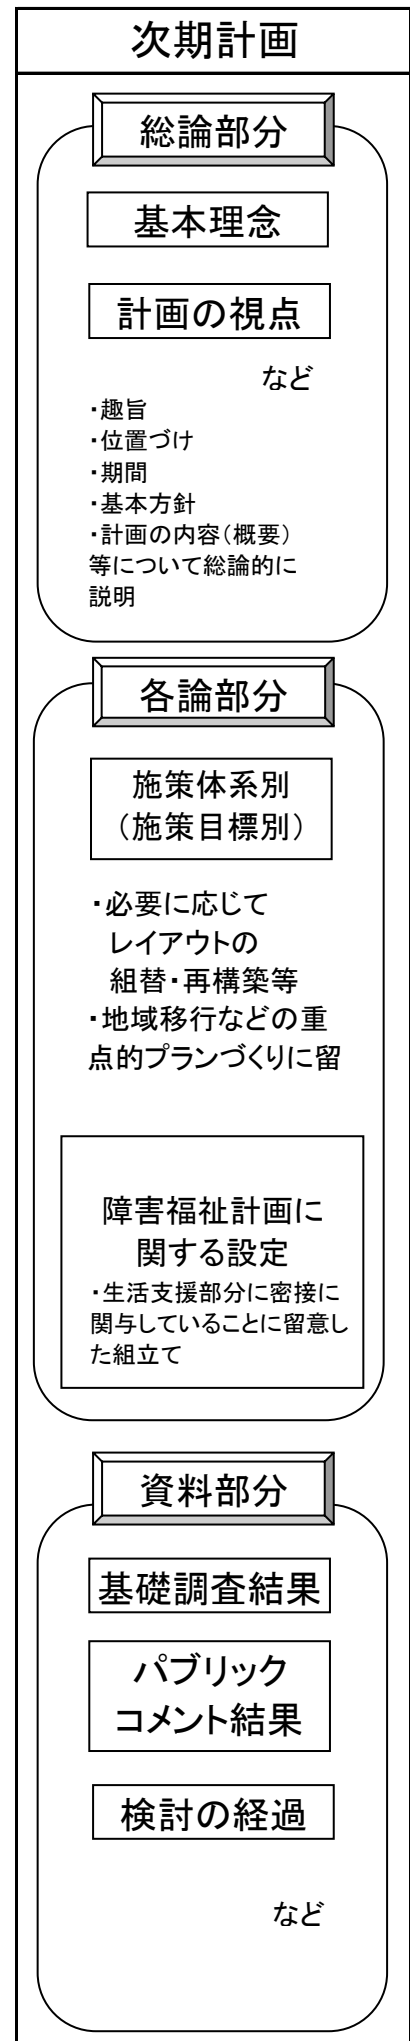 次期計画
総論部分
基本理念
計画の視点
など
・趣旨
・位置づけ
・期間
・基本方針
・計画の内容（概要）
等について総論的に
説明
各論部分
施策体系別
（施策目標別）
・必要に応じて
レイアウトの
組替・再構築等
・地域移行などの重
点的プランづくりに留
障害福祉計画に
関する設定
・生活支援部分に密接に
関与していることに留意し
た組立て
資料部分
基礎調査結果
パブリック
コメント結果
検討の経過
など